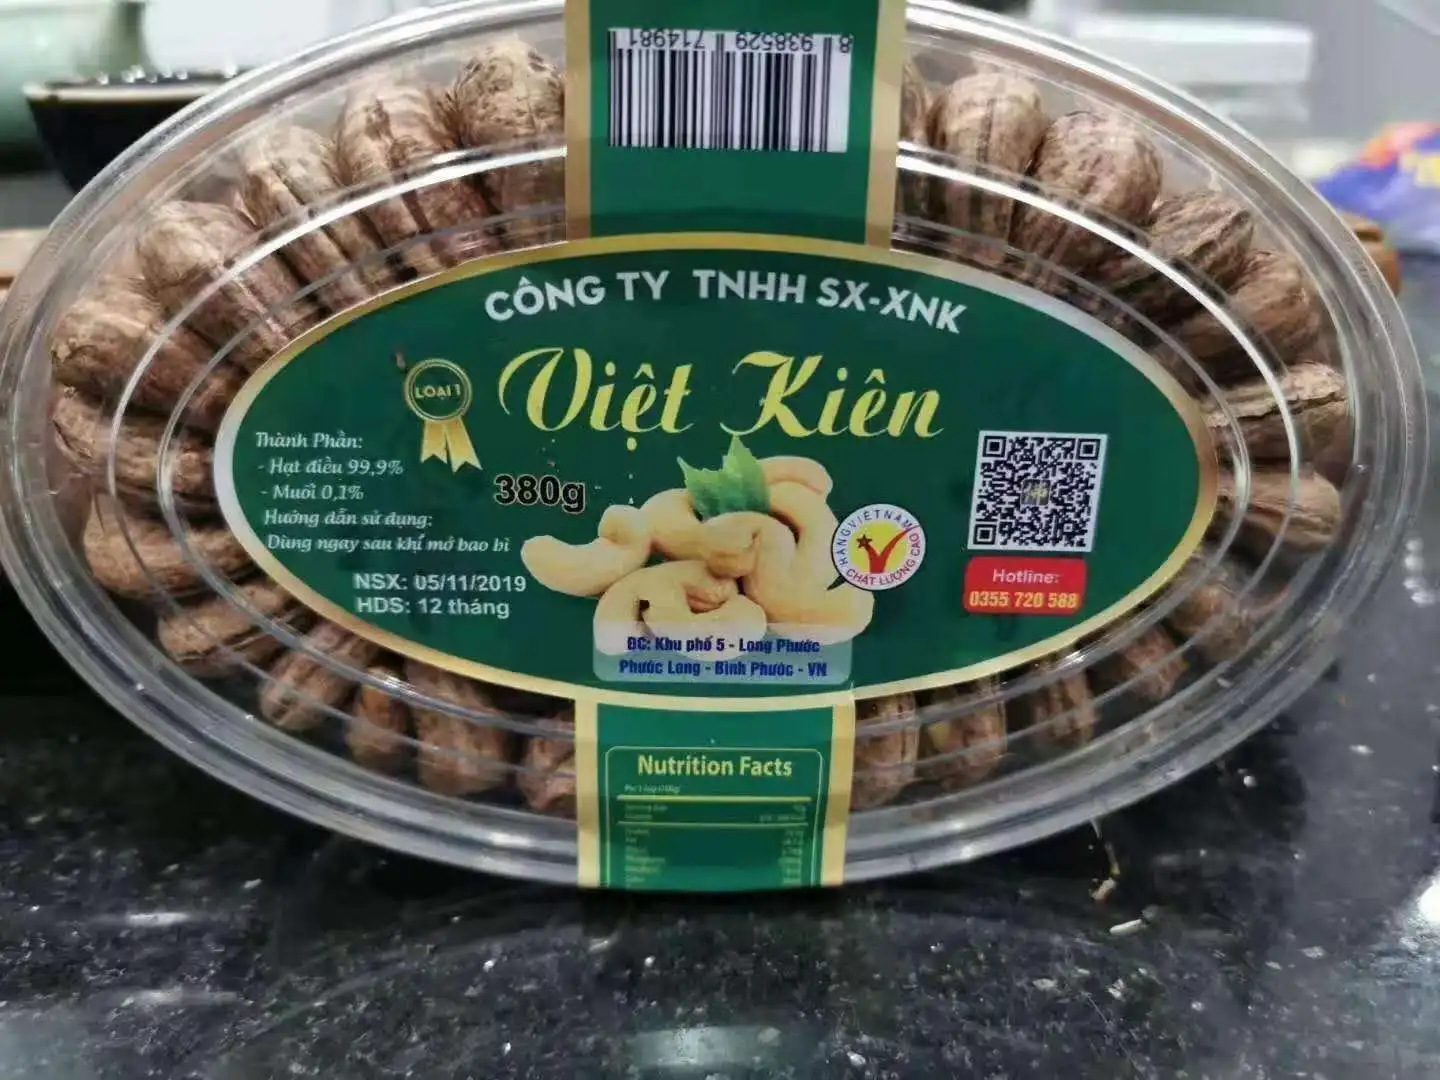 8 938529 714981
CÔNG TY TNHH SX-XNK
Việt Kiên
LOẠI 1
Thành Phần:
- Hạt điều 99,9%
- Muối 0,1%
Hướng dẫn sử dụng:
Dùng ngay sau khi mở bao bì
NSX: 05/11/2019
HDS: 12 tháng
380g
HÀNG VIỆT NAM
CHẤT LƯỢNG CAO
Hotline:
0355 720 588
ĐC: Khu phố 5 - Long Phước
Phước Long - Bình Phước - VN
Nutrition Facts